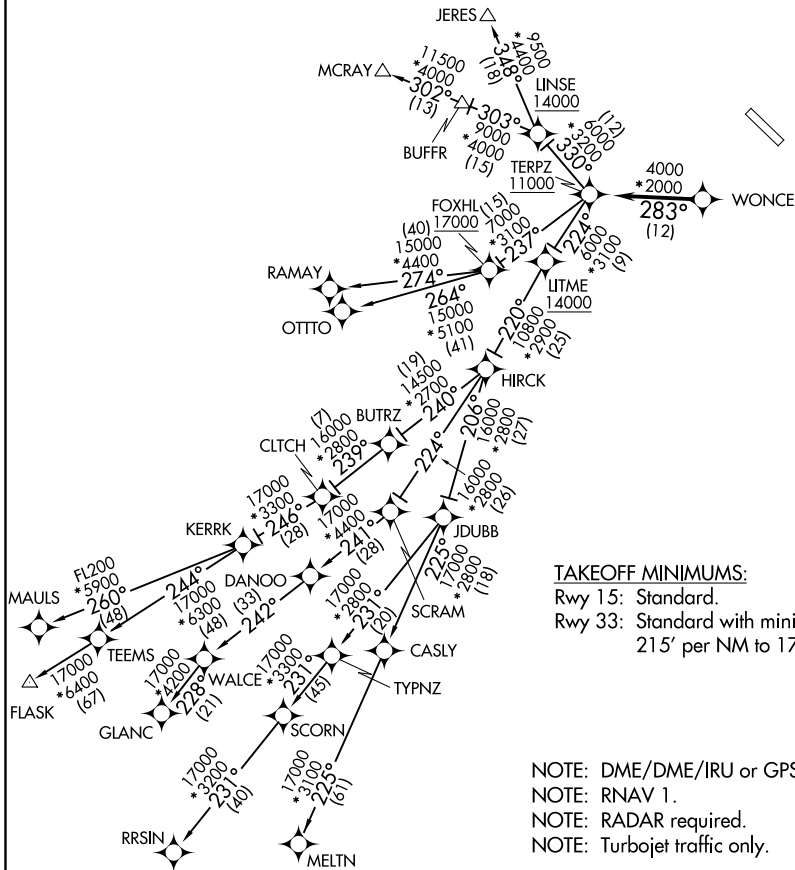 JERES
9500
*4400
348°
(18)
MCRAY
11500
*4000
302°
(13)
BUFFR
303°
9000
*4000
(15)
LINSE
14000
(12)
6000
*3200
330°
TERPZ
11000
4000
*2000
283°
(12)
WONCE
FOXHL
17000
(15)
7000
*3100
237°
224°
6000
*3100
(9)
LITME
14000
(40)
15000
*4400
274°
RAMAY
264°
15000
*5100
(41)
OTTTO
220°
10800
*2900
(25)
HIRCK
(19)
14500
*2700
240°
BUTRZ
206°
16000
*2800
(27)
224°
16000
*2800
(26)
(7)
16000
*2800
239°
CLTCH
17000
*3300
246°
(28)
KERRK
17000
*4400
241°
(28)
SCRAM
JDUBB
FL200
*5900
260°
(48)
MAULS
244°
17000
*6300
(48)
TEEMS
DANOO
(33)
242°
17000
*6400
(67)
FLASK
WALCE
17000
*4200
228°
(21)
GLANC
17000
*2800
231°
(20)
225°
17000
*2800
(18)
CASLY
TYPNZ
17000
*3300
231°
(45)
SCORN
17000
*3200
231°
(40)
RRSIN
17000
*3100
225°
(61)
MELTN
TAKEOFF MINIMUMS:
Rwy 15: Standard.
Rwy 33: Standard with mini
215' per NM to 17
NOTE: DME/DME/IRU or GPS
NOTE: RNAV 1.
NOTE: RADAR required.
NOTE: Turbojet traffic only.